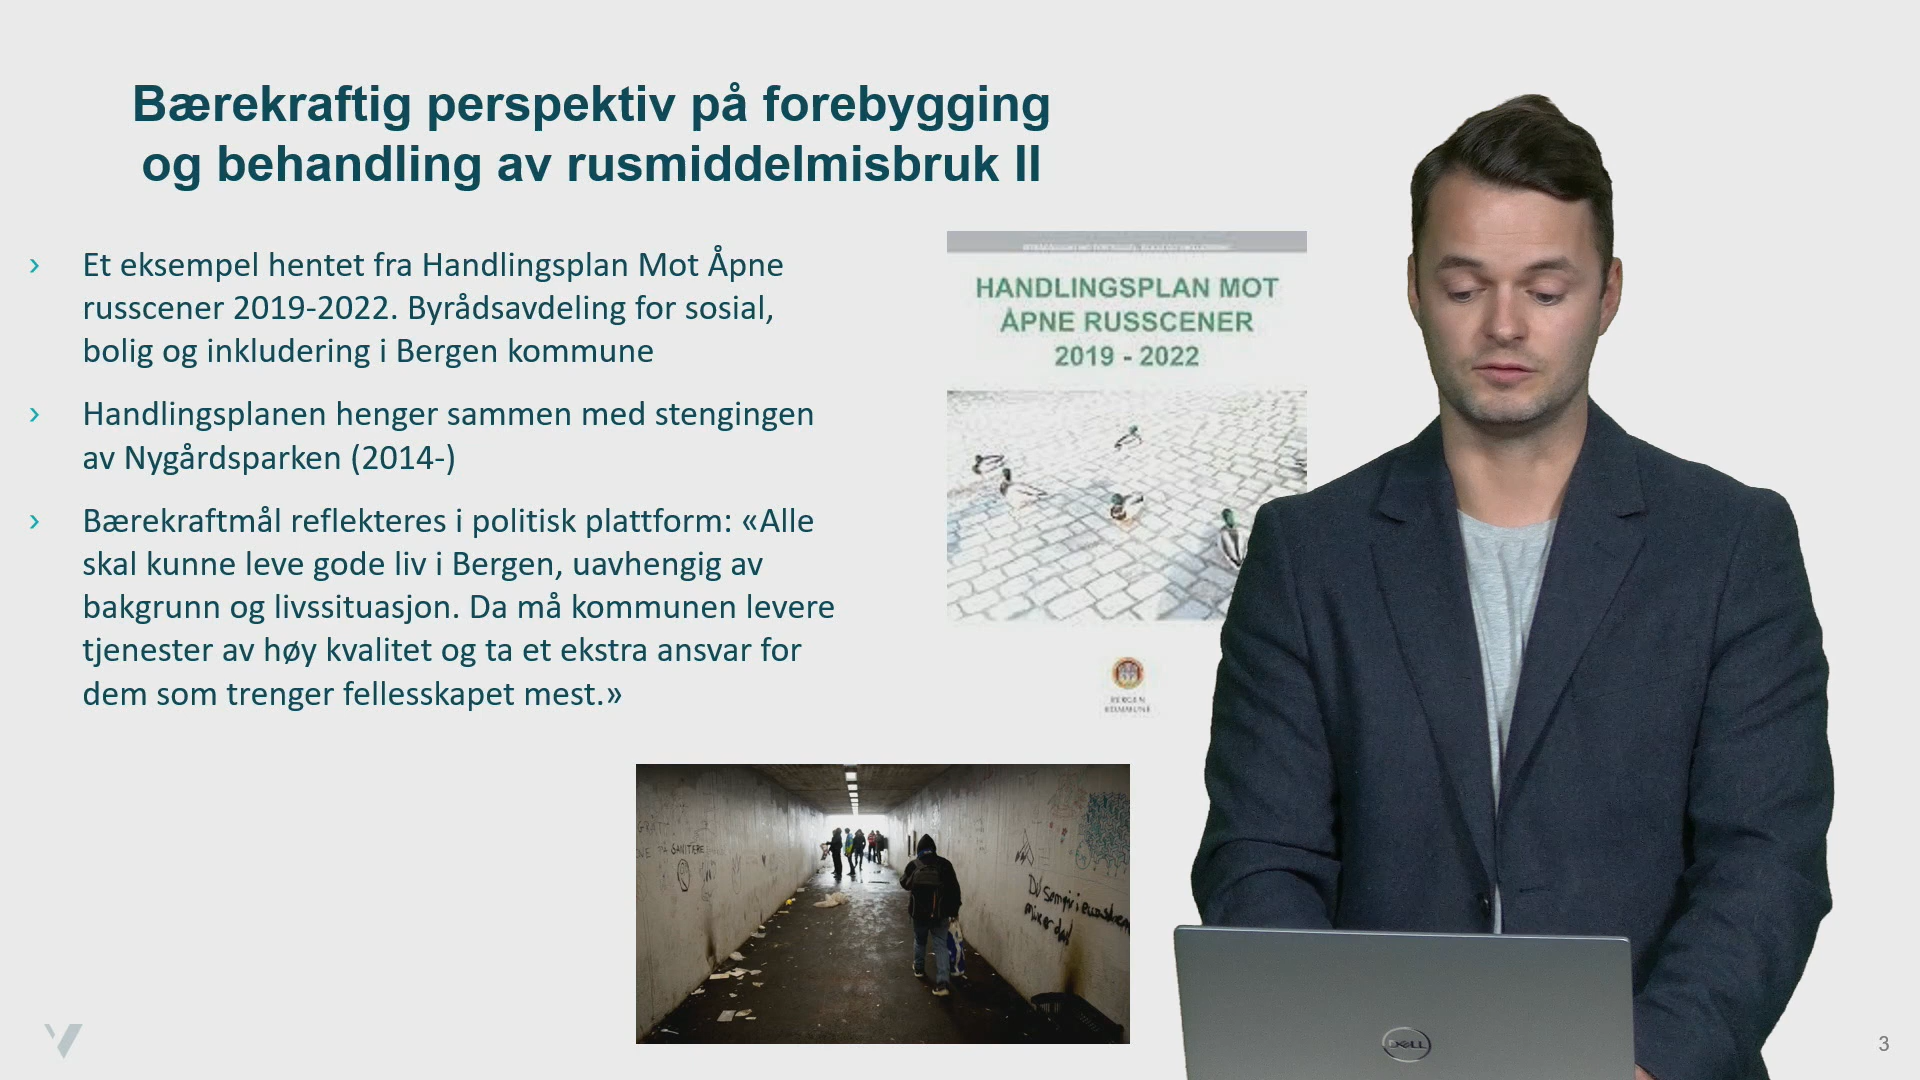 Bærekraftig perspektiv på forebygging
og behandling av rusmiddelmisbruk II
› Et eksempel hentet fra Handlingsplan Mot Åpne
russcener 2019-2022. Byrådsavdeling for sosial,
bolig og inkludering i Bergen kommune
› Handlingsplanen henger sammen med stengingen
av Nygårdsparken (2014-)
› Bærekraftmål reflekteres i politisk plattform: «Alle
skal kunne leve gode liv i Bergen, uavhengig av
bakgrunn og livssituasjon. Da må kommunen levere
tjenester av høy kvalitet og ta et ekstra ansvar for
dem som trenger fellesskapet mest.»
HANDLINGSPLAN MOT
ÅPNE RUSSCENER
2019 - 2022
BERGEN
KOMMUNE
SANITERE
Du som
DELL
3